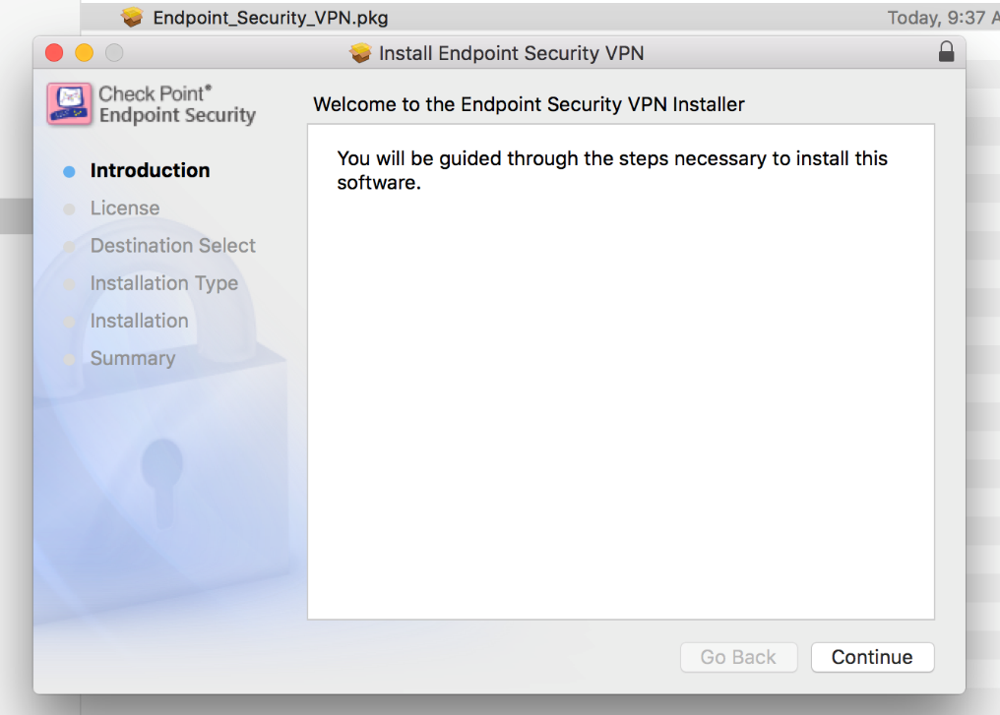 Endpoint_Security_VPN.pkg
Today, 9:37 A
Install Endpoint Security VPN
Check Point®
Endpoint Security
Welcome to the Endpoint Security VPN Installer
You will be guided through the steps necessary to install this
software.
Introduction
License
Destination Select
Installation Type
Installation
Summary
Go Back
Continue